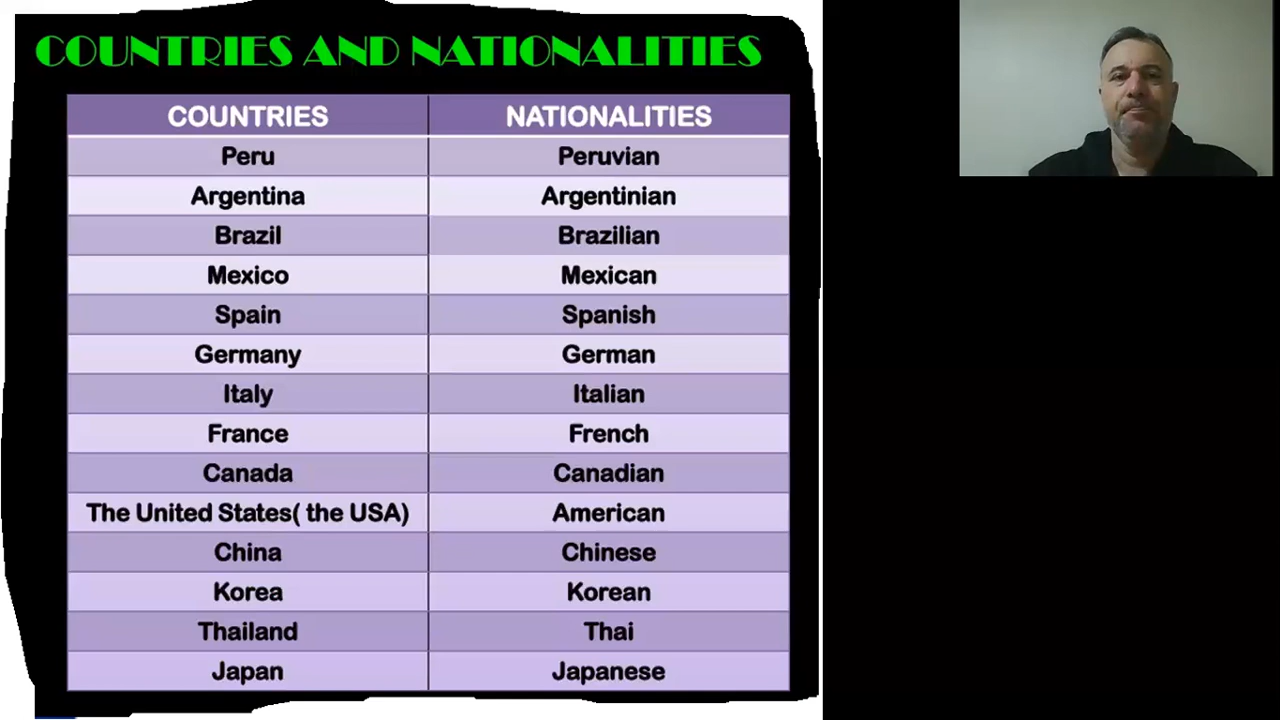 COUNTRIES AND NATIONALITIES
COUNTRIES NATIONALITIES
Peru Peruvian
Argentina Argentinian
Brazil Brazilian
Mexico Mexican
Spain Spanish
Germany German
Italy Italian
France French
Canada Canadian
The United States( the USA) American
China Chinese
Korea Korean
Thailand Thai
Japan Japanese